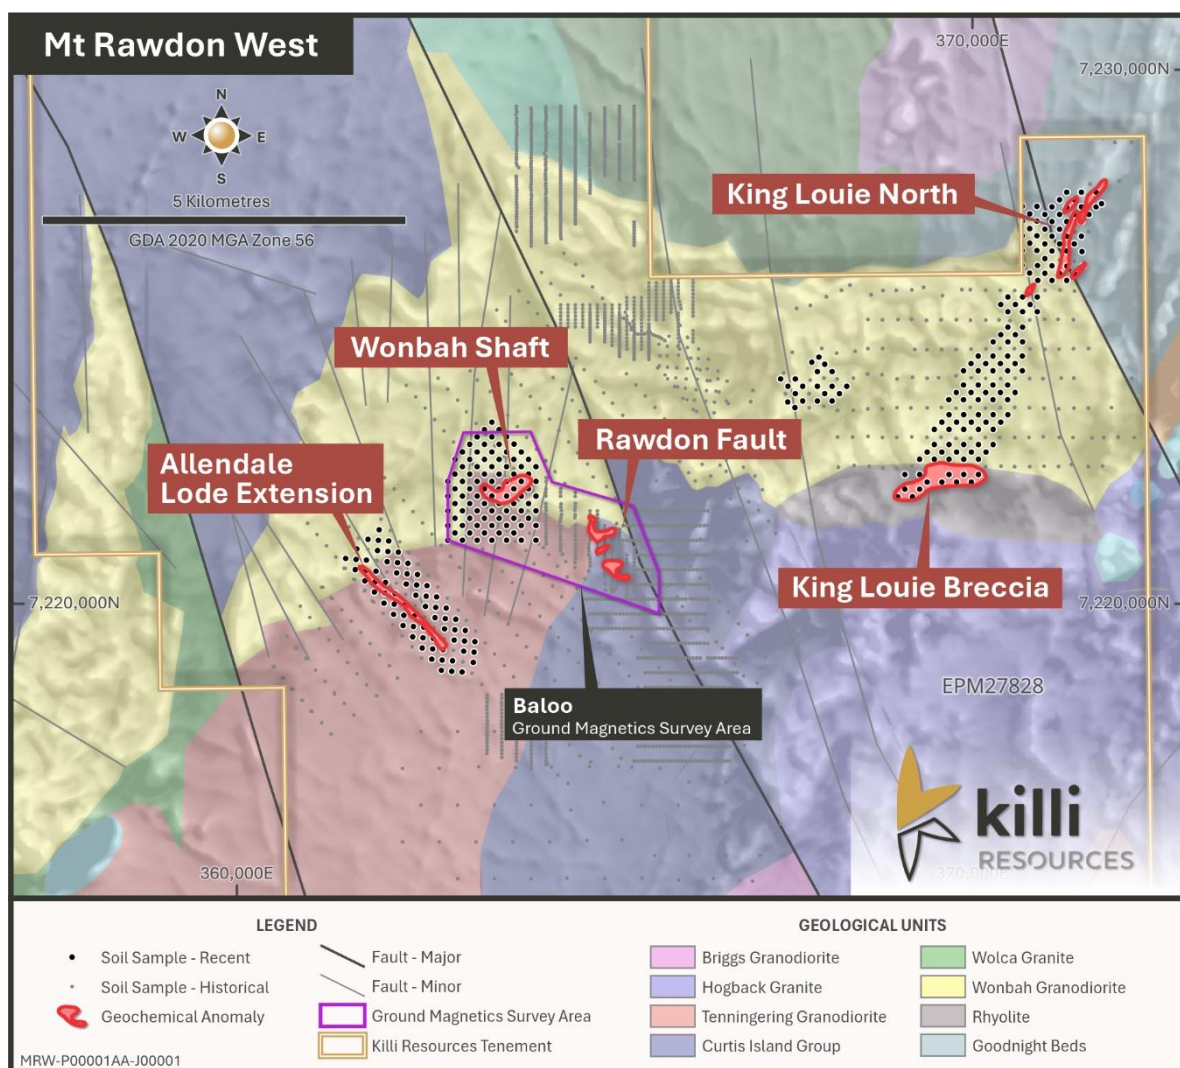 Mt Rawdon West
370,000E
7,230,000N
N
W
E
S
5 Kilometres
GDA 2020 MGA Zone 56
King Louie North
Wonbah Shaft
Rawdon Fault
Allendale
Lode Extension
King Louie Breccia
7,220,000N
7,220,000N
EPM27828
Baloo
Ground Magnetics Survey Area
killi
RESOURCES
360,000E
370,000E
LEGEND
Soil Sample - Recent
Soil Sample - Historical
Geochemical Anomaly
Fault - Major
Fault - Minor
Ground Magnetics Survey Area
Killi Resources Tenement
GEOLOGICAL UNITS
Briggs Granodiorite
Hogback Granite
Tenningering Granodiorite
Curtis Island Group
Wolca Granite
Wonbah Granodiorite
Rhyolite
Goodnight Beds
MRW-P00001AA-J00001